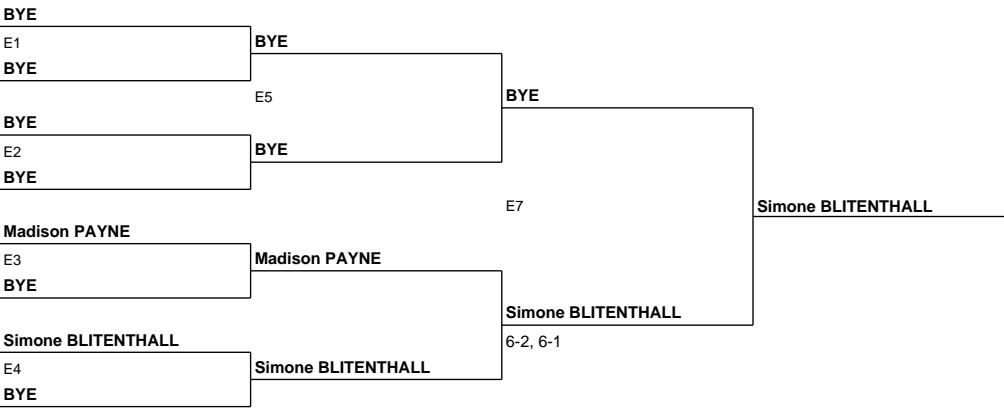 BYE
E1
BYE
BYE
E5
BYE
BYE
E2
BYE
BYE
E7
Simone BLITENTHALL
Madison PAYNE
E3
Madison PAYNE
BYE
Simone BLITENTHALL
6-2, 6-1
Simone BLITENTHALL
E4
Simone BLITENTHALL
BYE